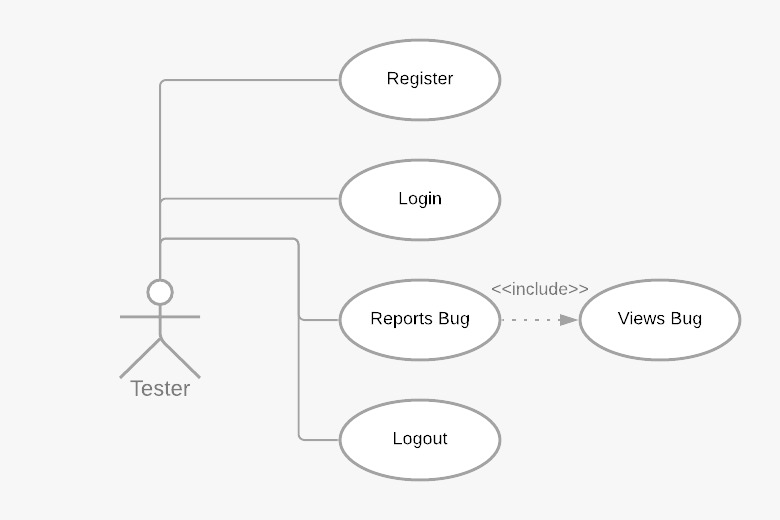 Register
Login
<<include>>
Reports Bug
Views Bug
Tester
Logout